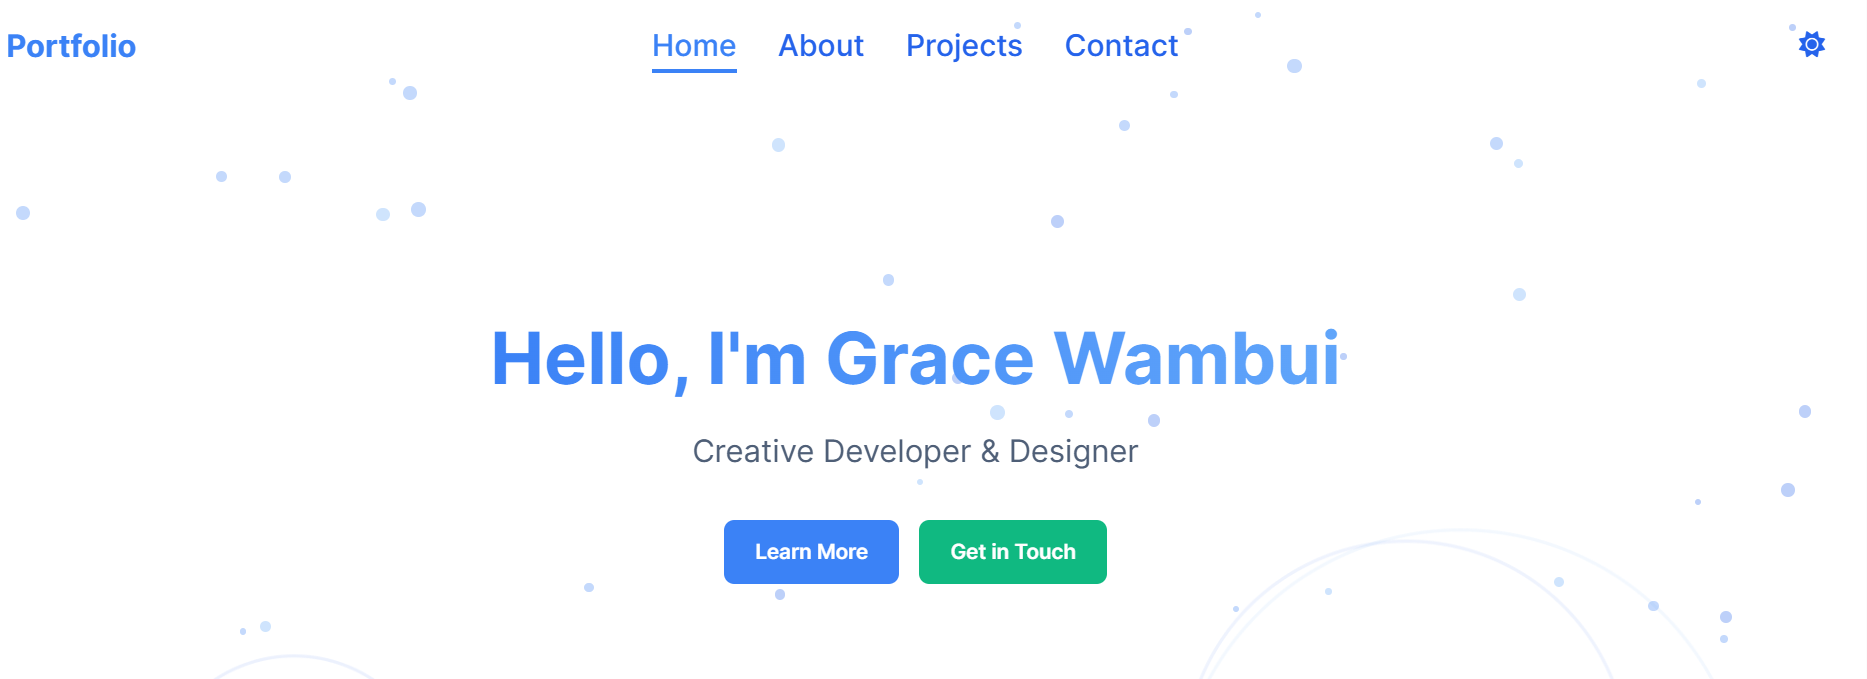 Portfolio
Home About Projects Contact
Hello, I'm Grace Wambui
Creative Developer & Designer
Learn More Get in Touch